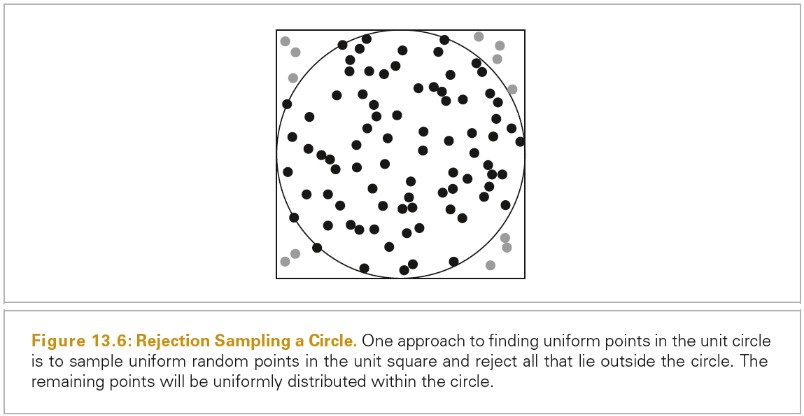 Figure 13.6: Rejection Sampling a Circle. One approach to finding uniform points in the unit circle
is to sample uniform random points in the unit square and reject all that lie outside the circle. The
remaining points will be uniformly distributed within the circle.